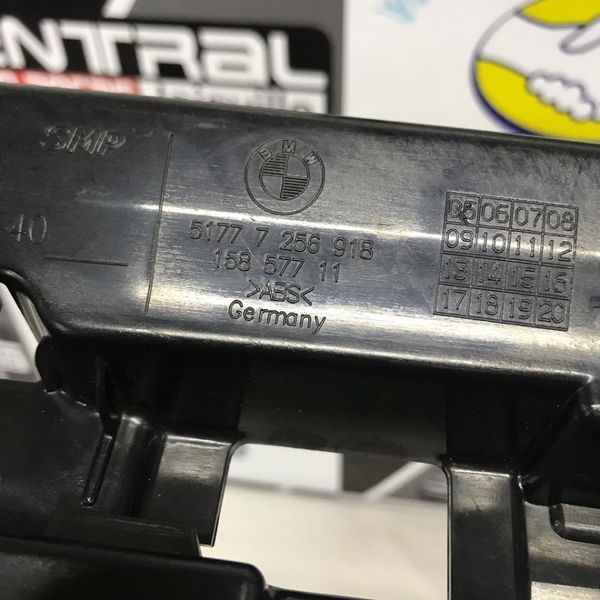 ENTRAL
SMP
BMW
-40
5177 7 256 918
158 577 11
>ABS<
Germany
05 06 07 08
09 10 11 12
13 14 15 16
17 18 19 20